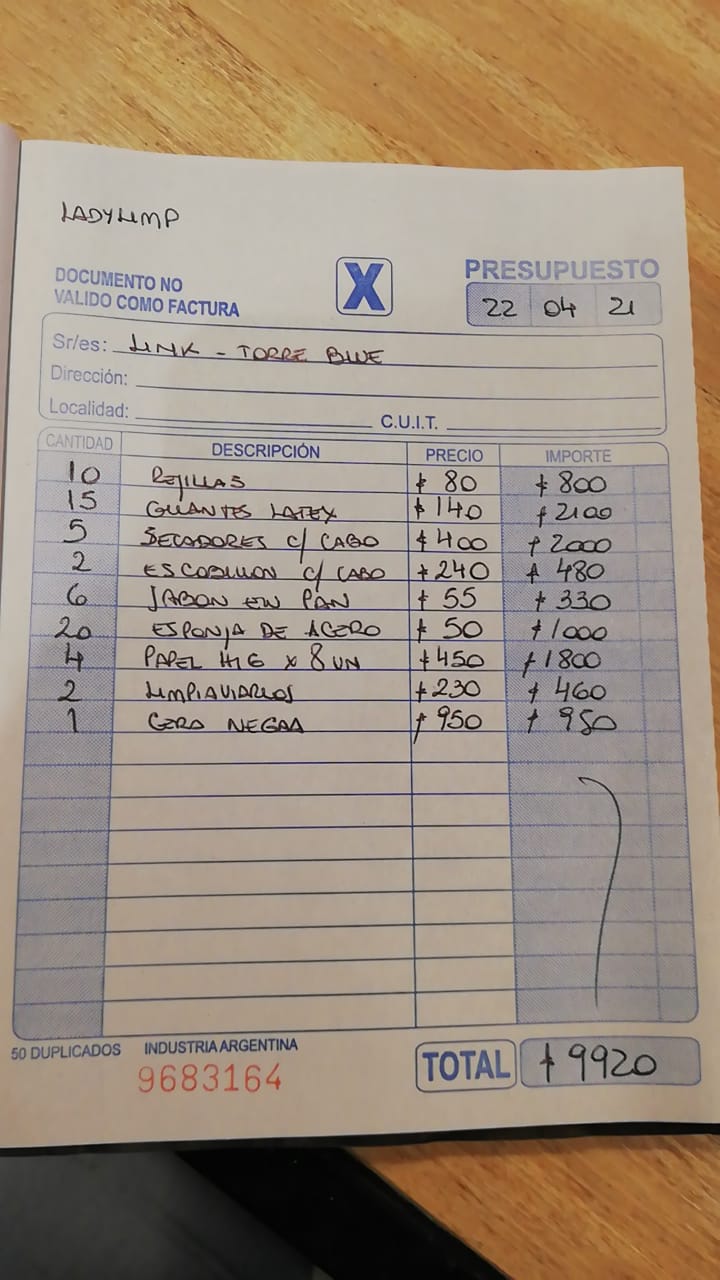 LADYLIMP
DOCUMENTO NO
VALIDO COMO FACTURA
X
PRESUPUESTO
22 04 21
Sr/es: LINK - TORRE BLUE
Dirección:
Localidad: C.U.I.T.
CANTIDAD DESCRIPCIÓN PRECIO IMPORTE
10 REJILLAS $ 80 $ 800
15 GUANTES LATEX $ 140 $ 2100
5 SECADORES C/ CABO $ 400 $ 2000
2 ESCOBILLON C/ CABO $ 240 $ 480
6 JABON EN PAN $ 55 $ 330
20 ESPONJA DE ACERO $ 50 $ 1000
4 PAPEL HIG x 8 UN $ 450 $ 1800
2 LIMPIAVIDRIOS $ 230 $ 460
1 CERA NEGRA $ 950 $ 950
50 DUPLICADOS INDUSTRIA ARGENTINA
9683164
TOTAL $ 9920